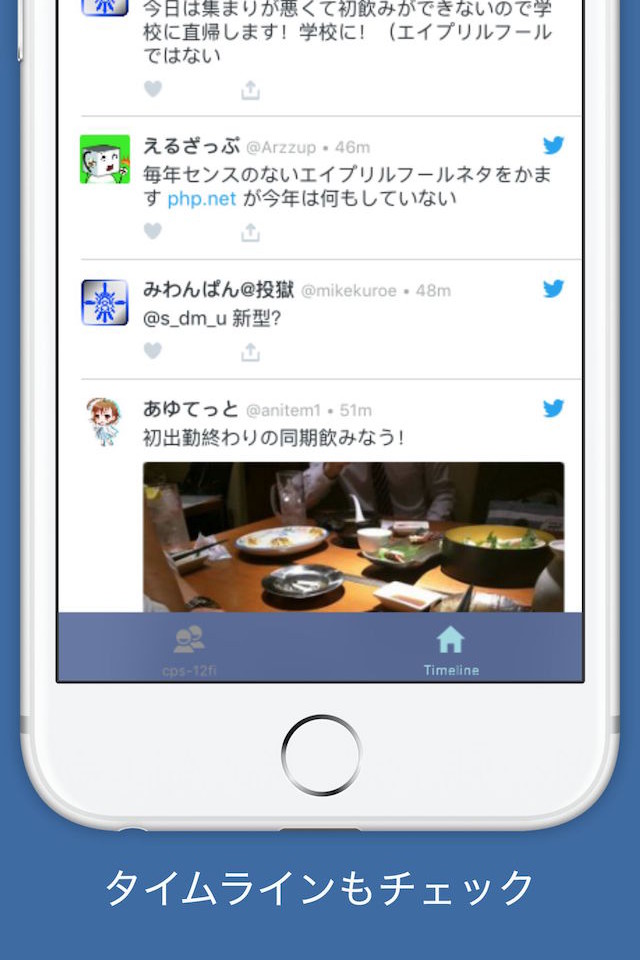 今日は集まりが悪くて初飲みができないので学
校に直帰します！学校に！（エイプリルフール
ではない
えるざっぷ @Arzzup • 46m
毎年センスのないエイプリルフールネタをかま
す php.net が今年は何もしていない
みわんぱん@投獄 @mikekuroe • 48m
@s_dm_u 新型?
あゆてっと @anitem1 • 51m
初出勤終わりの同期飲みなう！
cps-12fi
Timeline
タイムラインもチェック